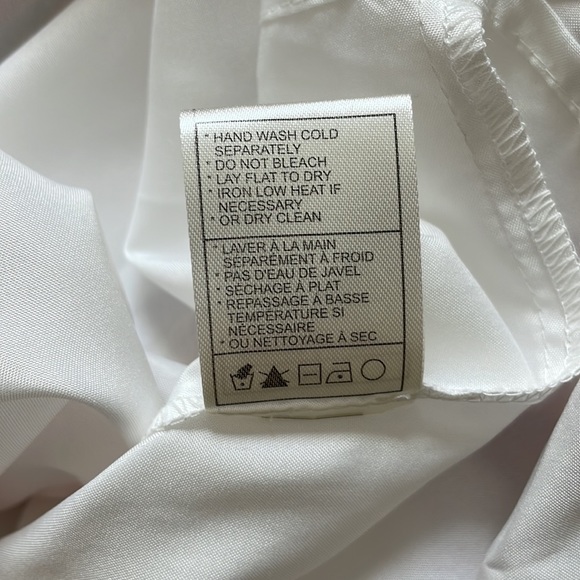 * HAND WASH COLD
SEPARATELY
* DO NOT BLEACH
* LAY FLAT TO DRY
* IRON LOW HEAT IF
NECESSARY
* OR DRY CLEAN
* LAVER À LA MAIN
SÉPARÉMENT À FROID
* PAS D'EAU DE JAVEL
* SÉCHAGE À PLAT
* REPASSAGE À BASSE
TEMPÉRATURE SI
NÉCESSAIRE
* OU NETTOYAGE À SEC